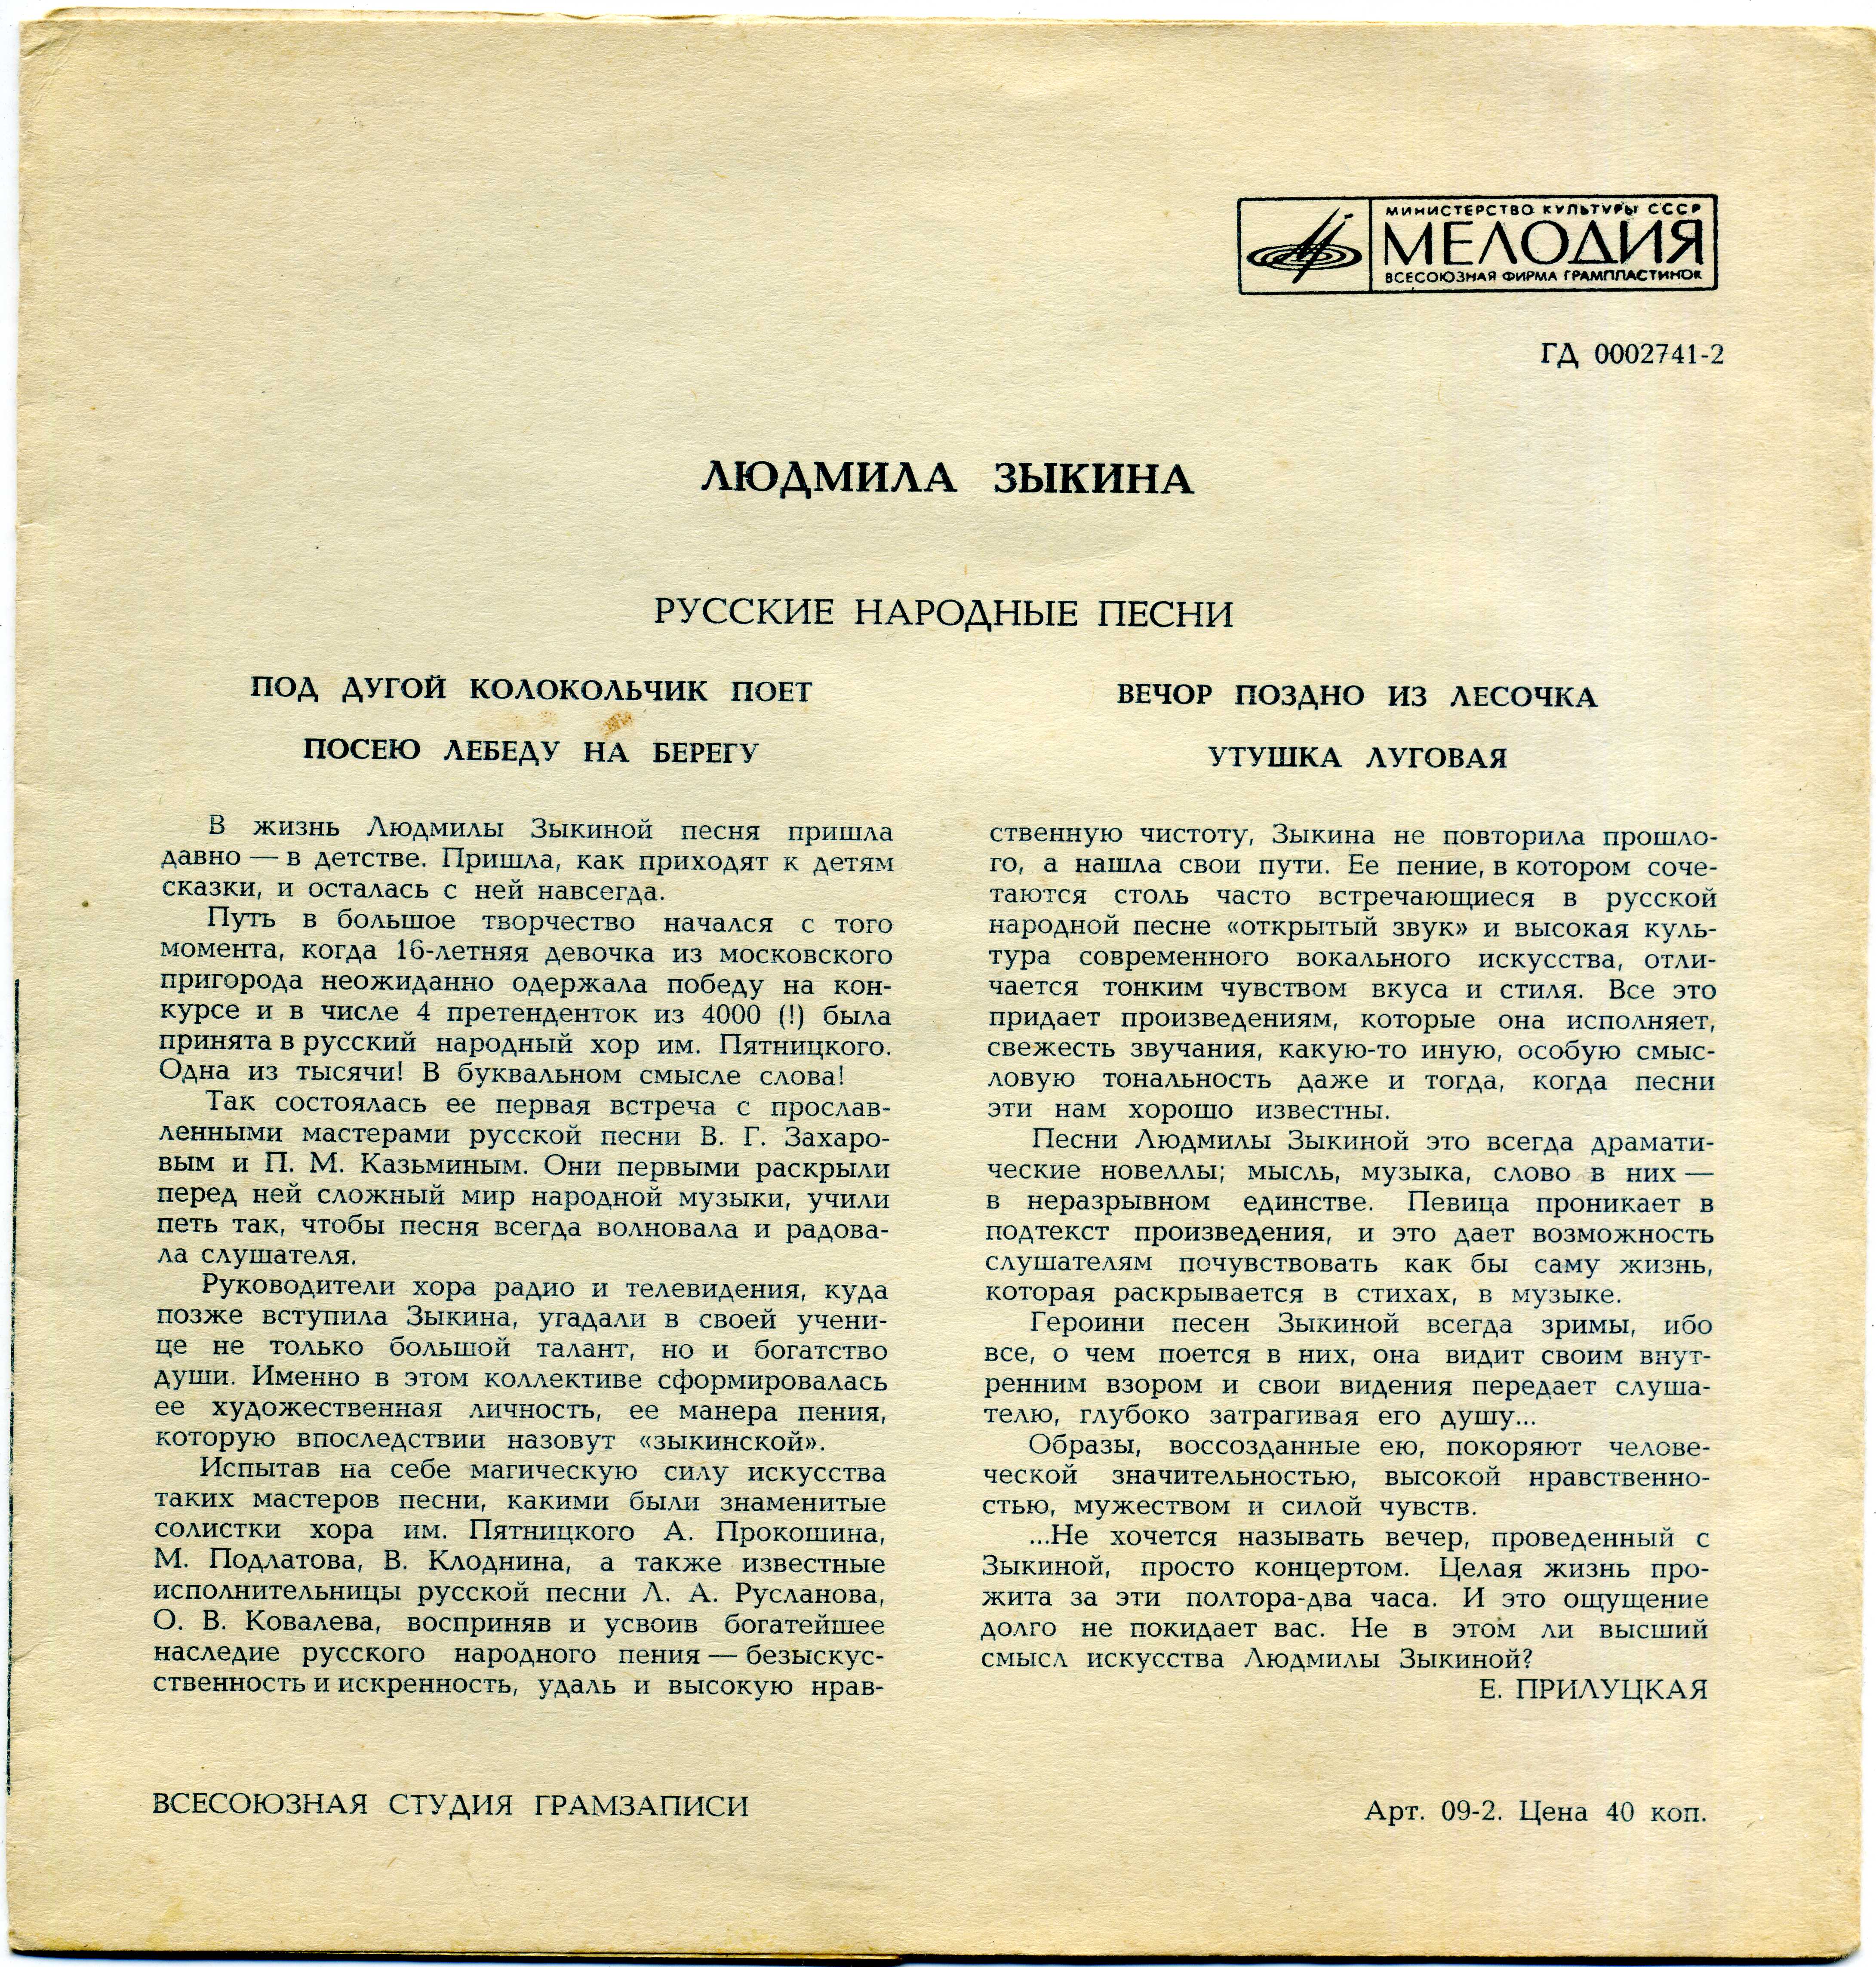 МИНИСТЕРСТВО КУЛЬТУРЫ СССР
МЕЛОДИЯ
ВСЕСОЮЗНАЯ ФИРМА ГРАМПЛАСТИНОК
ГД 0002741-2
ЛЮДМИЛА ЗЫКИНА
РУССКИЕ НАРОДНЫЕ ПЕСНИ
ПОД ДУГОЙ КОЛОКОЛЬЧИК ПОЕТ
ПОСЕЮ ЛЕБЕДУ НА БЕРЕГУ
ВЕЧОР ПОЗДНО ИЗ ЛЕСОЧКА
УТУШКА ЛУГОВАЯ
В жизнь Людмилы Зыкиной песня пришла
давно — в детстве. Пришла, как приходят к детям
сказки, и осталась с ней навсегда.
Путь в большое творчество начался с того
момента, когда 16-летняя девочка из московского
пригорода неожиданно одержала победу на кон-
курсе и в числе 4 претенденток из 4000 (!) была
принята в русский народный хор им. Пятницкого.
Одна из тысячи! В буквальном смысле слова!
Так состоялась ее первая встреча с прослав-
ленными мастерами русской песни В. Г. Захаро-
вым и П. М. Казьминым. Они первыми раскрыли
перед ней сложный мир народной музыки, учили
петь так, чтобы песня всегда волновала и радова-
ла слушателя.
Руководители хора радио и телевидения, куда
позже вступила Зыкина, угадали в своей учени-
це не только большой талант, но и богатство
души. Именно в этом коллективе сформировалась
ее художественная личность, ее манера пения,
которую впоследствии назовут «зыкинской».
Испытав на себе магическую силу искусства
таких мастеров песни, какими были знаменитые
солистки хора им. Пятницкого А. Прокошина,
М. Подлатова, В. Клоднина, а также известные
исполнительницы русской песни Л. А. Русланова,
О. В. Ковалева, восприняв и усвоив богатейшее
наследие русского народного пения — безыскус-
ственность и искренность, удаль и высокую нрав-
ственную чистоту, Зыкина не повторила прошло-
го, а нашла свои пути. Ее пение, в котором соче-
таются столь часто встречающиеся в русской
народной песне «открытый звук» и высокая куль-
тура современного вокального искусства, отли-
чается тонким чувством вкуса и стиля. Все это
придает произведениям, которые она исполняет,
свежесть звучания, какую-то иную, особую смыс-
ловую тональность даже и тогда, когда песни
эти нам хорошо известны.
Песни Людмилы Зыкиной это всегда драмати-
ческие новеллы; мысль, музыка, слово в них —
в неразрывном единстве. Певица проникает в
подтекст произведения, и это дает возможность
слушателям почувствовать как бы саму жизнь,
которая раскрывается в стихах, в музыке.
Героини песен Зыкиной всегда зримы, ибо
все, о чем поется в них, она видит своим внут-
ренним взором и свои видения передает слуша-
телю, глубоко затрагивая его душу...
Образы, воссозданные ею, покоряют челове-
ческой значительностью, высокой нравственно-
стью, мужеством и силой чувств.
...Не хочется называть вечер, проведенный с
Зыкиной, просто концертом. Целая жизнь про-
жита за эти полтора-два часа. И это ощущение
долго не покидает вас. Не в этом ли высший
смысл искусства Людмилы Зыкиной?
Е. ПРИЛУЦКАЯ
ВСЕСОЮЗНАЯ СТУДИЯ ГРАМЗАПИСИ
Арт. 09-2. Цена 40 коп.